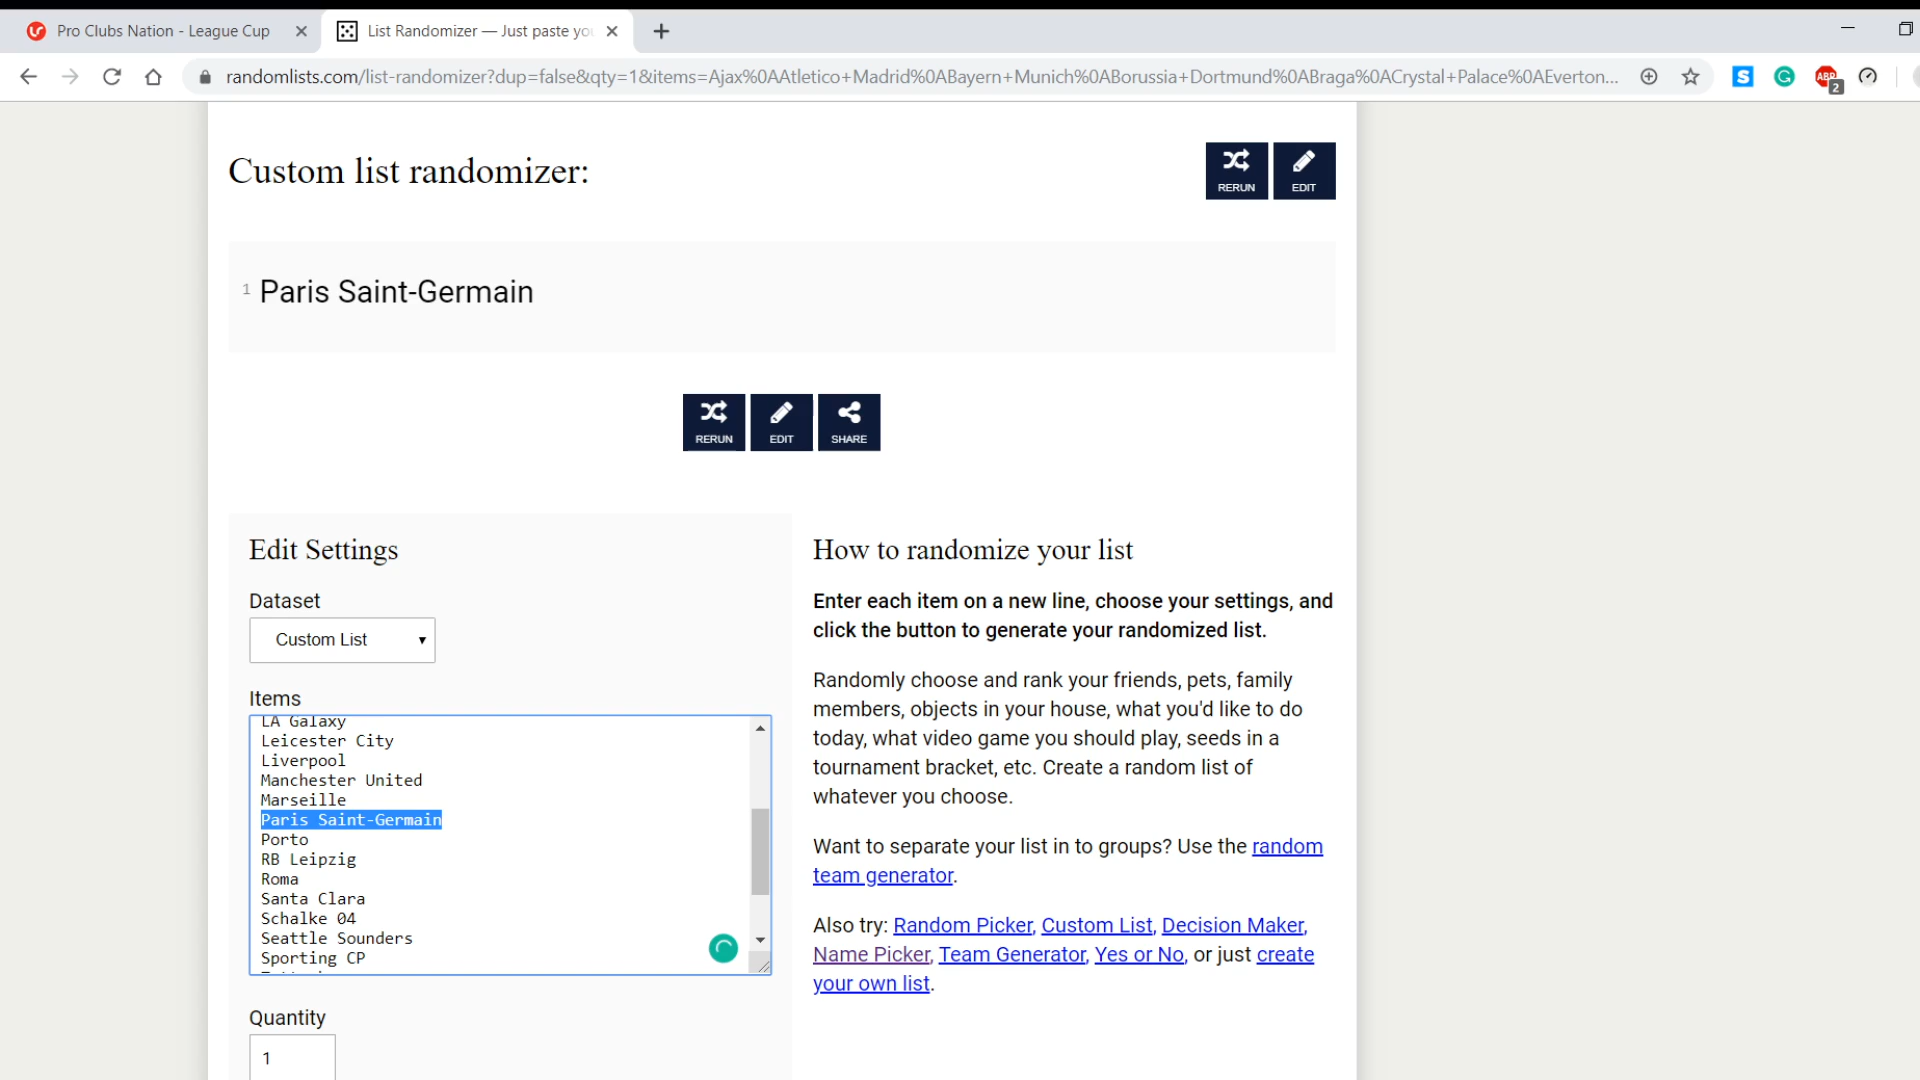 Pro Clubs Nation - League Cup
List Randomizer — Just paste you
randomlists.com/list-randomizer?dup=false&qty=1&items=Ajax%0AAtletico+Madrid%0ABayern+Munich%0ABorussia+Dortmund%0ABraga%0ACrystal+Palace%0AEverton...
ABP
2
Custom list randomizer:
RERUN
EDIT
1 Paris Saint-Germain
RERUN
EDIT
SHARE
Edit Settings
Dataset
Custom List
Items
LA Galaxy
Leicester City
Liverpool
Manchester United
Marseille
Paris Saint-Germain
Porto
RB Leipzig
Roma
Santa Clara
Schalke 04
Seattle Sounders
Sporting CP
Quantity
1
How to randomize your list
Enter each item on a new line, choose your settings, and
click the button to generate your randomized list.
Randomly choose and rank your friends, pets, family
members, objects in your house, what you'd like to do
today, what video game you should play, seeds in a
tournament bracket, etc. Create a random list of
whatever you choose.
Want to separate your list in to groups? Use the random
team generator.
Also try: Random Picker, Custom List, Decision Maker,
Name Picker, Team Generator, Yes or No, or just create
your own list.